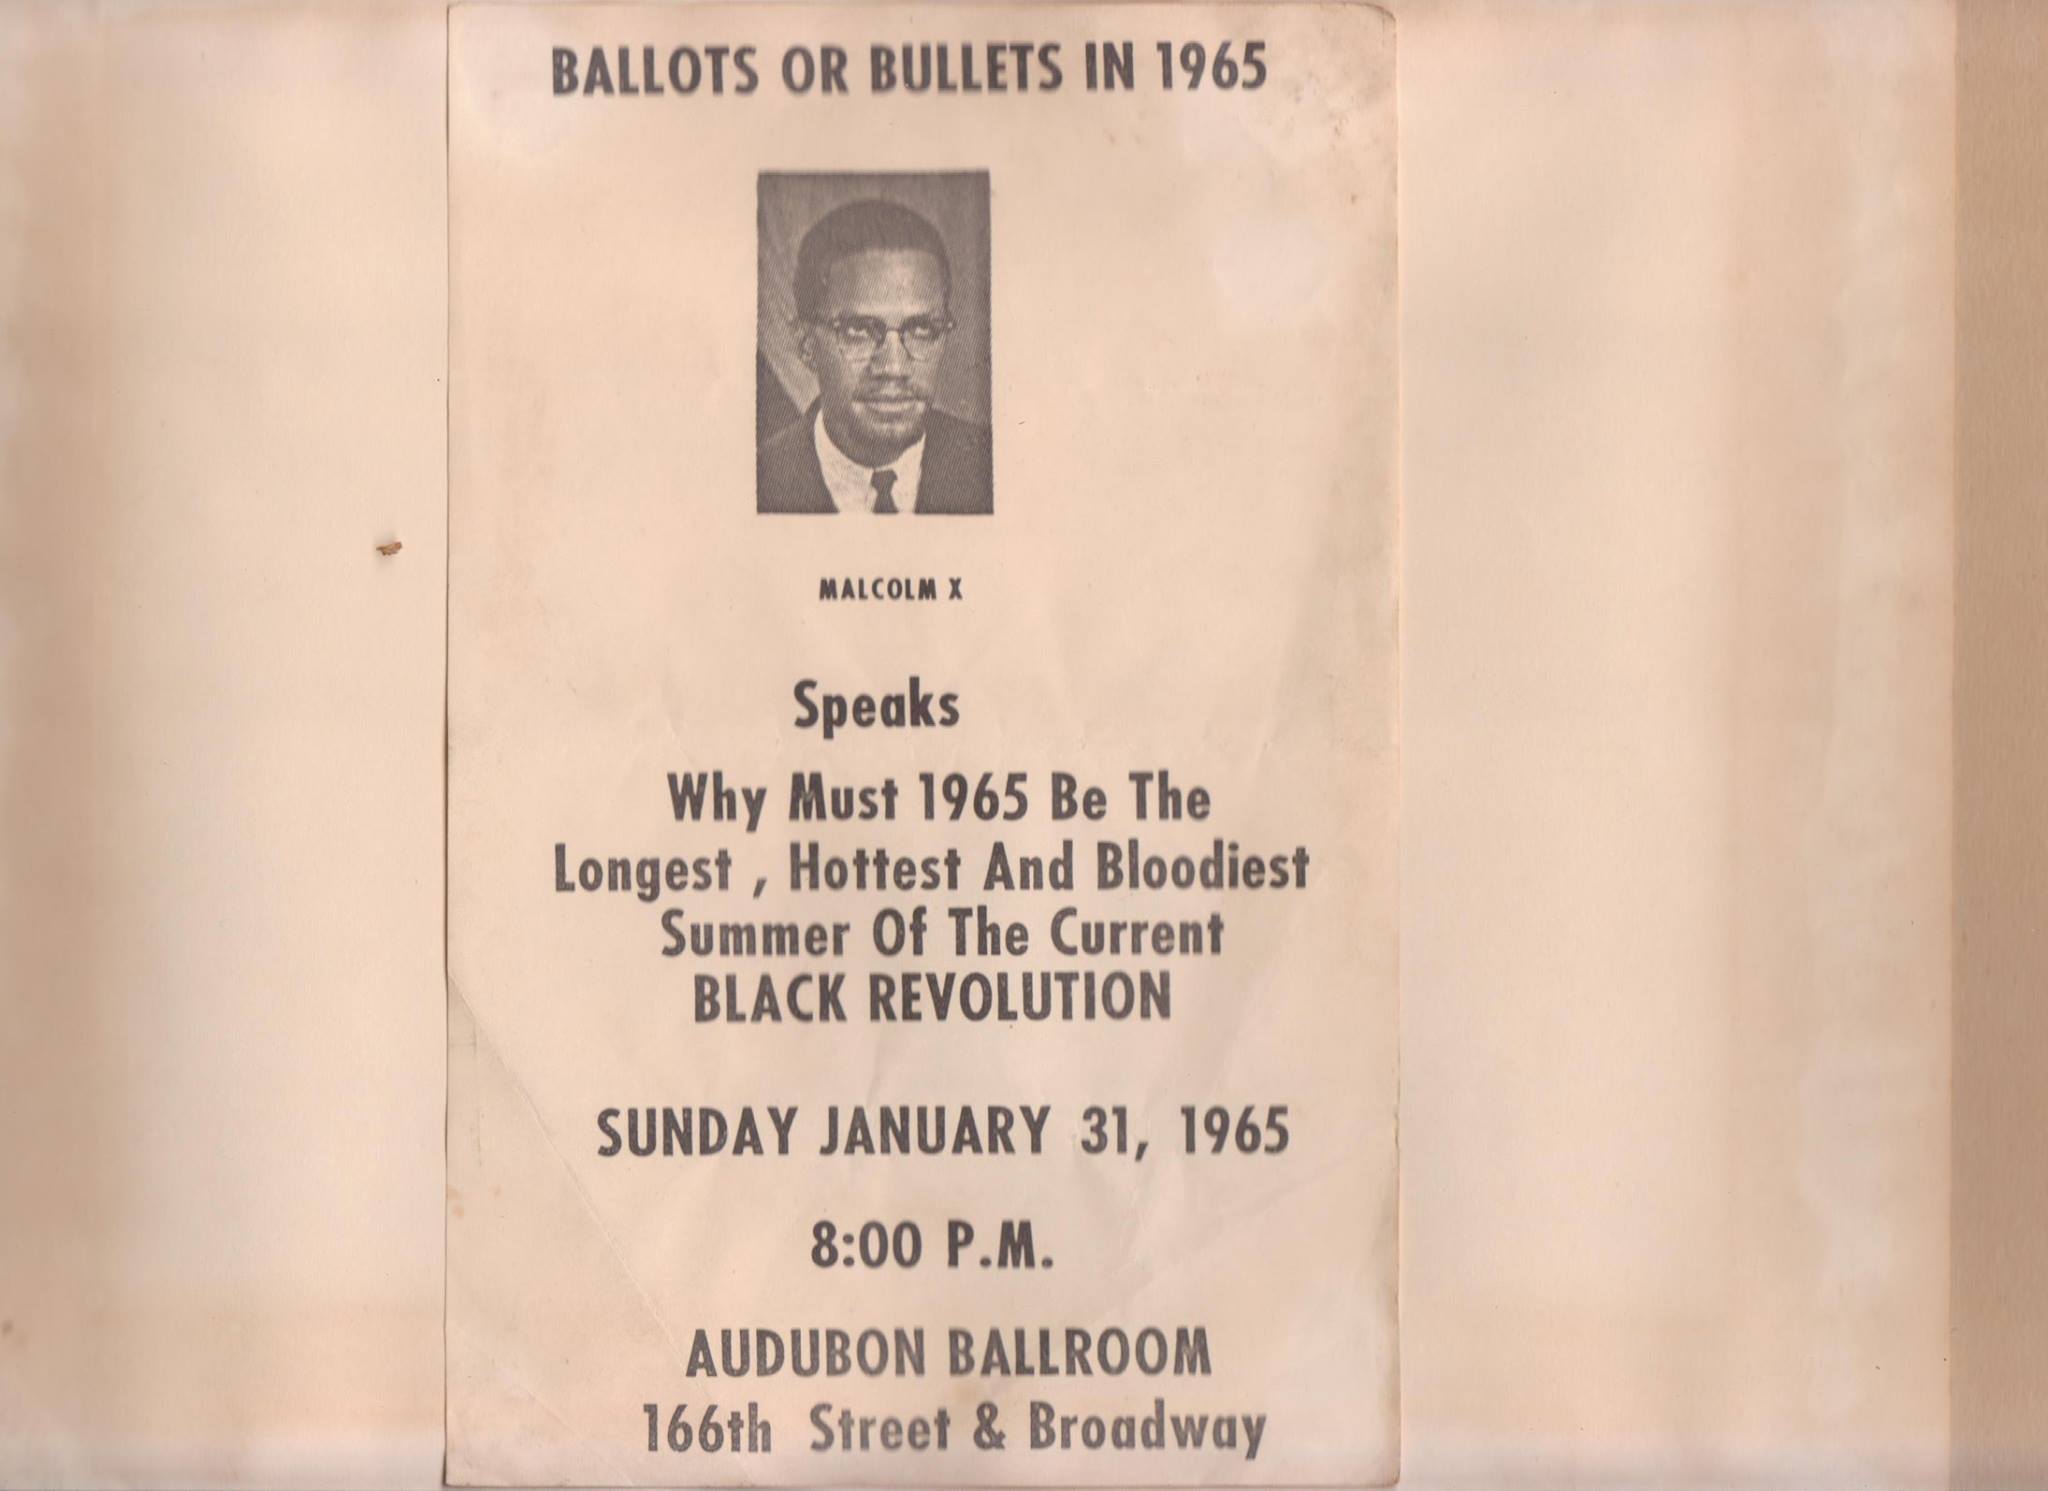 BALLOTS OR BULLETS IN 1965
MALCOLM X
Speaks
Why Must 1965 Be The
Longest , Hottest And Bloodiest
Summer Of The Current
BLACK REVOLUTION
SUNDAY JANUARY 31, 1965
8:00 P.M.
AUDUBON BALLROOM
166th Street & Broadway